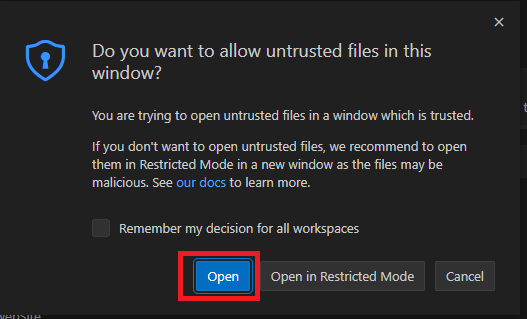 Do you want to allow untrusted files in this
window?
You are trying to open untrusted files in a window which is trusted.
If you don't want to open untrusted files, we recommend to open
them in Restricted Mode in a new window as the files may be
malicious. See our docs to learn more.
Remember my decision for all workspaces
Open
Open in Restricted Mode
Cancel